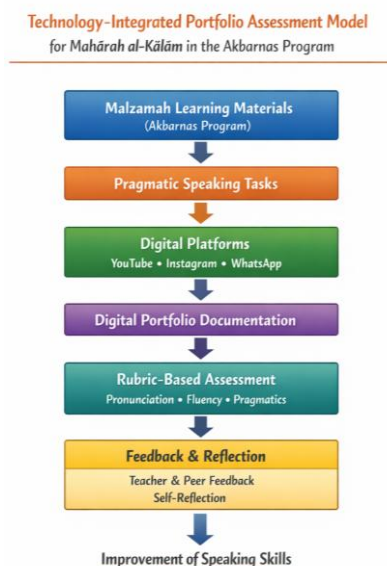 Technology-Integrated Portfolio Assessment Model
for Mahārah al-Kālām in the Akbarnas Program
Malzamah Learning Materials
(Akbarnas Program)
Pragmatic Speaking Tasks
Digital Platforms
YouTube • Instagram • WhatsApp
Digital Portfolio Documentation
Rubric-Based Assessment
Pronunciation • Fluency • Pragmatics
Feedback & Reflection
Teacher & Peer Feedback
Self-Reflection
Improvement of Speaking Skills